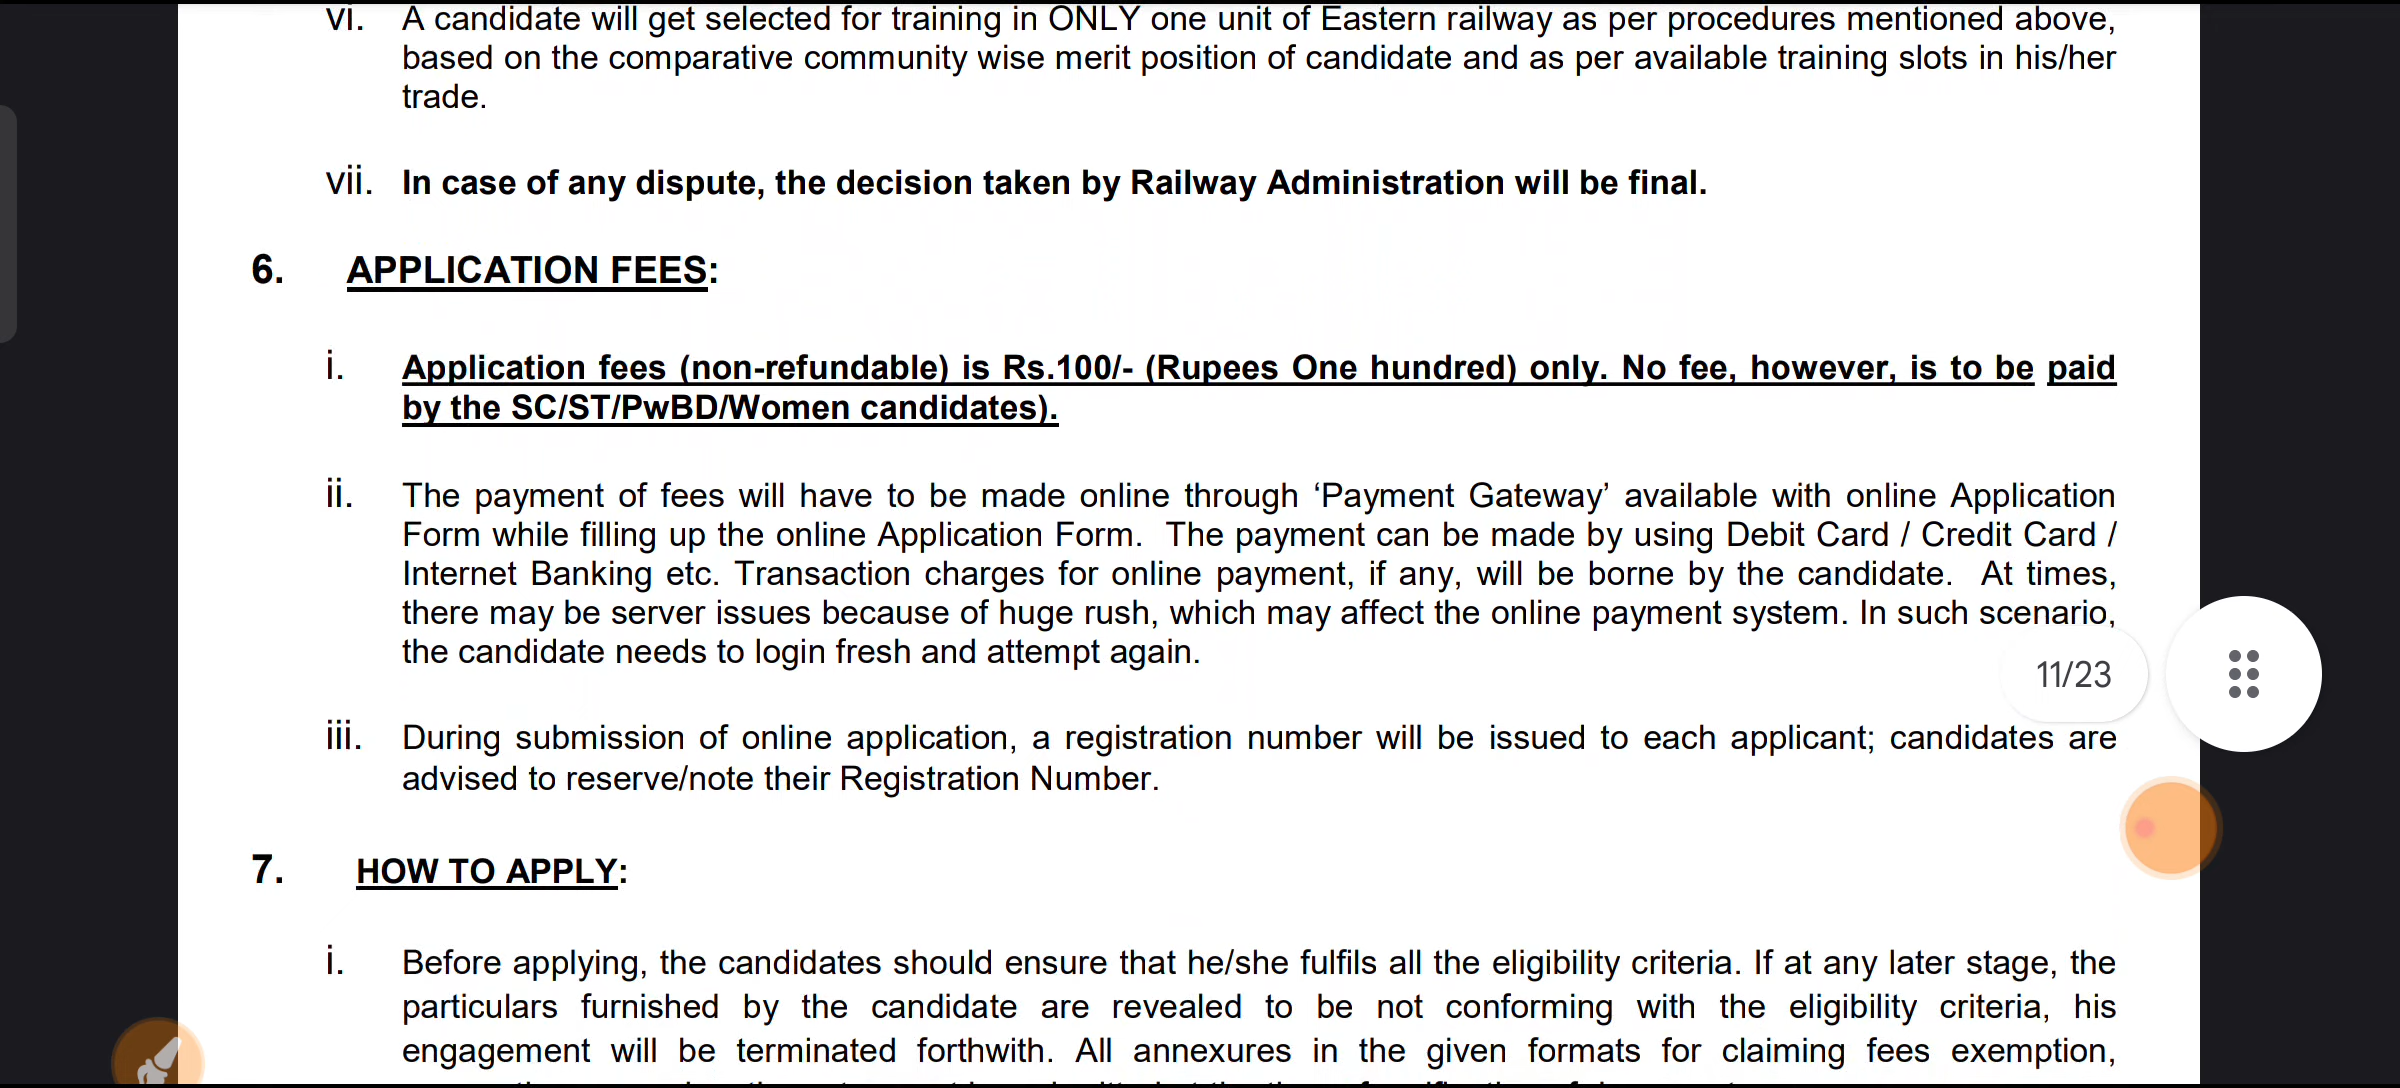 vi. A candidate will get selected for training in ONLY one unit of Eastern railway as per procedures mentioned above,
based on the comparative community wise merit position of candidate and as per available training slots in his/her
trade.
vii. In case of any dispute, the decision taken by Railway Administration will be final.
6. APPLICATION FEES:
i. Application fees (non-refundable) is Rs.100/- (Rupees One hundred) only. No fee, however, is to be paid
by the SC/ST/PwBD/Women candidates).
ii. The payment of fees will have to be made online through ‘Payment Gateway’ available with online Application
Form while filling up the online Application Form. The payment can be made by using Debit Card / Credit Card /
Internet Banking etc. Transaction charges for online payment, if any, will be borne by the candidate. At times,
there may be server issues because of huge rush, which may affect the online payment system. In such scenario,
the candidate needs to login fresh and attempt again.
11/23
iii. During submission of online application, a registration number will be issued to each applicant; candidates are
advised to reserve/note their Registration Number.
7. HOW TO APPLY:
i. Before applying, the candidates should ensure that he/she fulfils all the eligibility criteria. If at any later stage, the
particulars furnished by the candidate are revealed to be not conforming with the eligibility criteria, his
engagement will be terminated forthwith. All annexures in the given formats for claiming fees exemption,